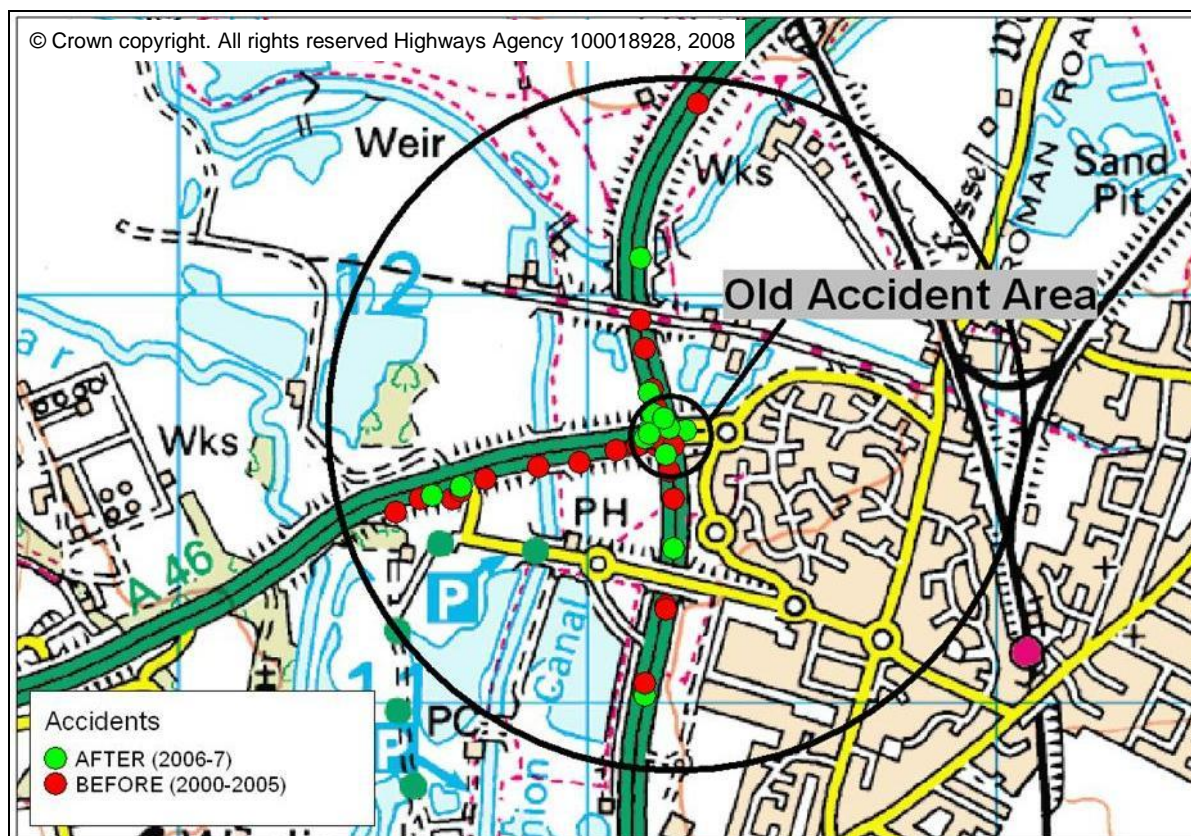 © Crown copyright. All rights reserved Highways Agency 100018928, 2008
Weir
Wks
Fosse
ROMAN ROAD
Sand
Pit
12
Old Accident Area
Wks
PH
A 46
P
Canal
11
PC
P
Accidents
AFTER (2006-7)
BEFORE (2000-2005)